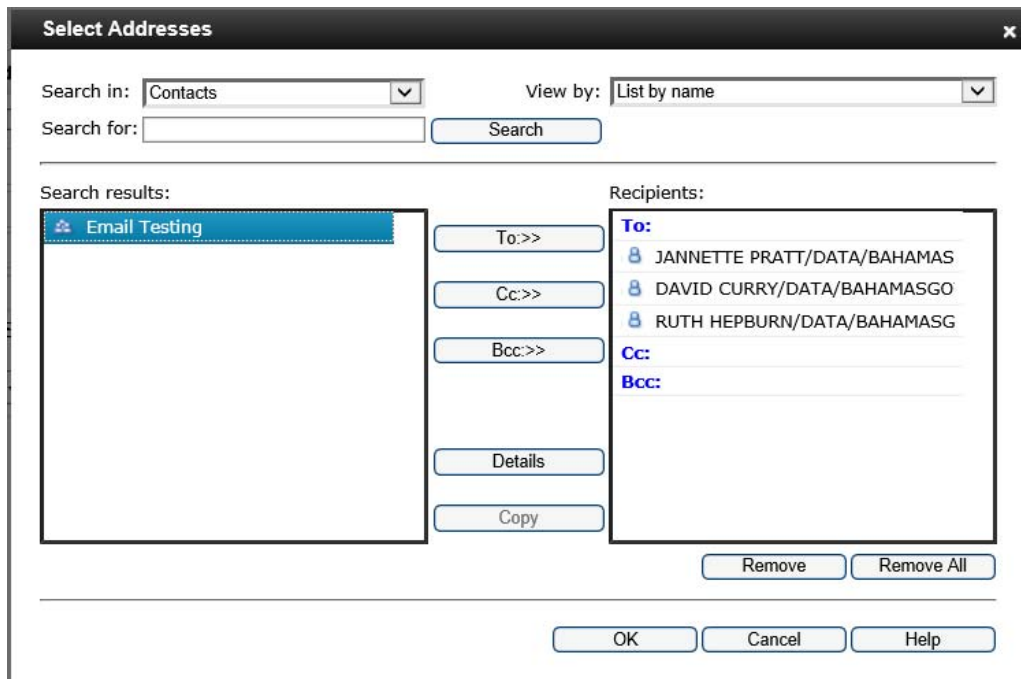 Select Addresses
Search in: Contacts View by: List by name
Search for: Search
Search results: Recipients:
Email Testing
To:>>
Cc:>>
Bcc:>>
Details
Copy
To:
JANNETTE PRATT/DATA/BAHAMAS
DAVID CURRY/DATA/BAHAMASGO
RUTH HEPBURN/DATA/BAHAMASG
Cc:
Bcc:
Remove Remove All
OK Cancel Help